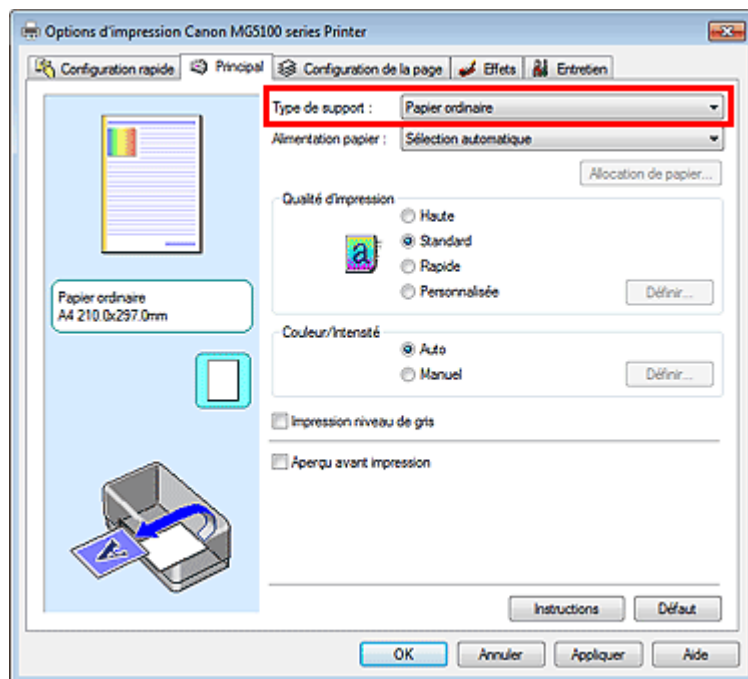 Options d'impression Canon MG5100 series Printer
Configuration rapide Principal Configuration de la page Effets Entretien
Type de support : Papier ordinaire
Alimentation papier : Sélection automatique
Allocation de papier...
Qualité d'impression
Haute
a Standard
Rapide
Personnalisée Définir...
Papier ordinaire
A4 210.0x297.0mm
Couleur/Intensité
Auto
Manuel Définir...
Impression niveau de gris
Aperçu avant impression
A
Instructions Défaut
OK Annuler Appliquer Aide